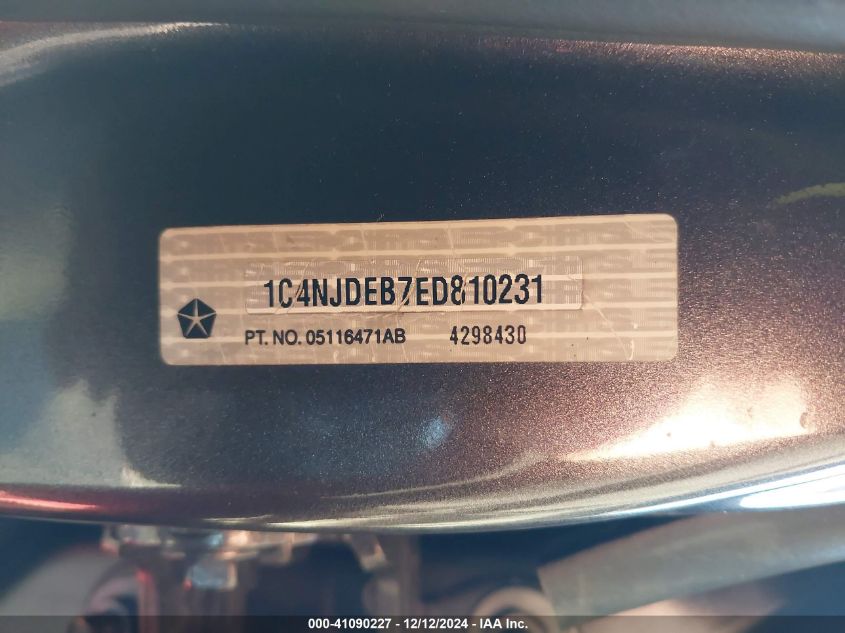 1C4NJDEB7ED810231
PT. NO. 05116471AB 4298430
000-41090227 - 12/12/2024 - IAA Inc.